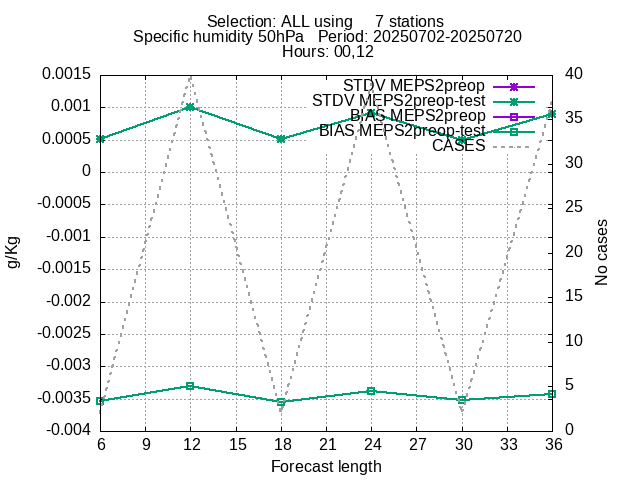 Selection: ALL using 7 stations
Specific humidity 50hPa Period: 20250702-20250720
Hours: 00,12
STDV MEPS2preop
STDV MEPS2preop-test
BIAS MEPS2preop
BIAS MEPS2preop-test
CASES
0.0015
0.001
0.0005
0
-0.0005
-0.001
-0.0015
-0.002
-0.0025
-0.003
-0.0035
-0.004
g/Kg
40
35
30
25
20
15
10
5
0
No cases
6 9 12 15 18 21 24 27 30 33 36
Forecast length